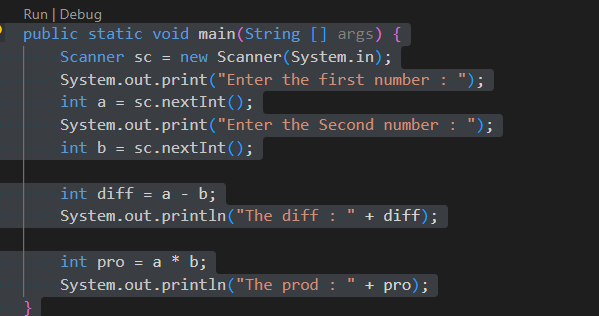 Run | Debug
public static void main(String [] args) {
Scanner sc = new Scanner(System.in);
System.out.print("Enter the first number : ");
int a = sc.nextInt();
System.out.print("Enter the Second number : ");
int b = sc.nextInt();
int diff = a - b;
System.out.println("The diff : " + diff);
int pro = a * b;
System.out.println("The prod : " + pro);
}